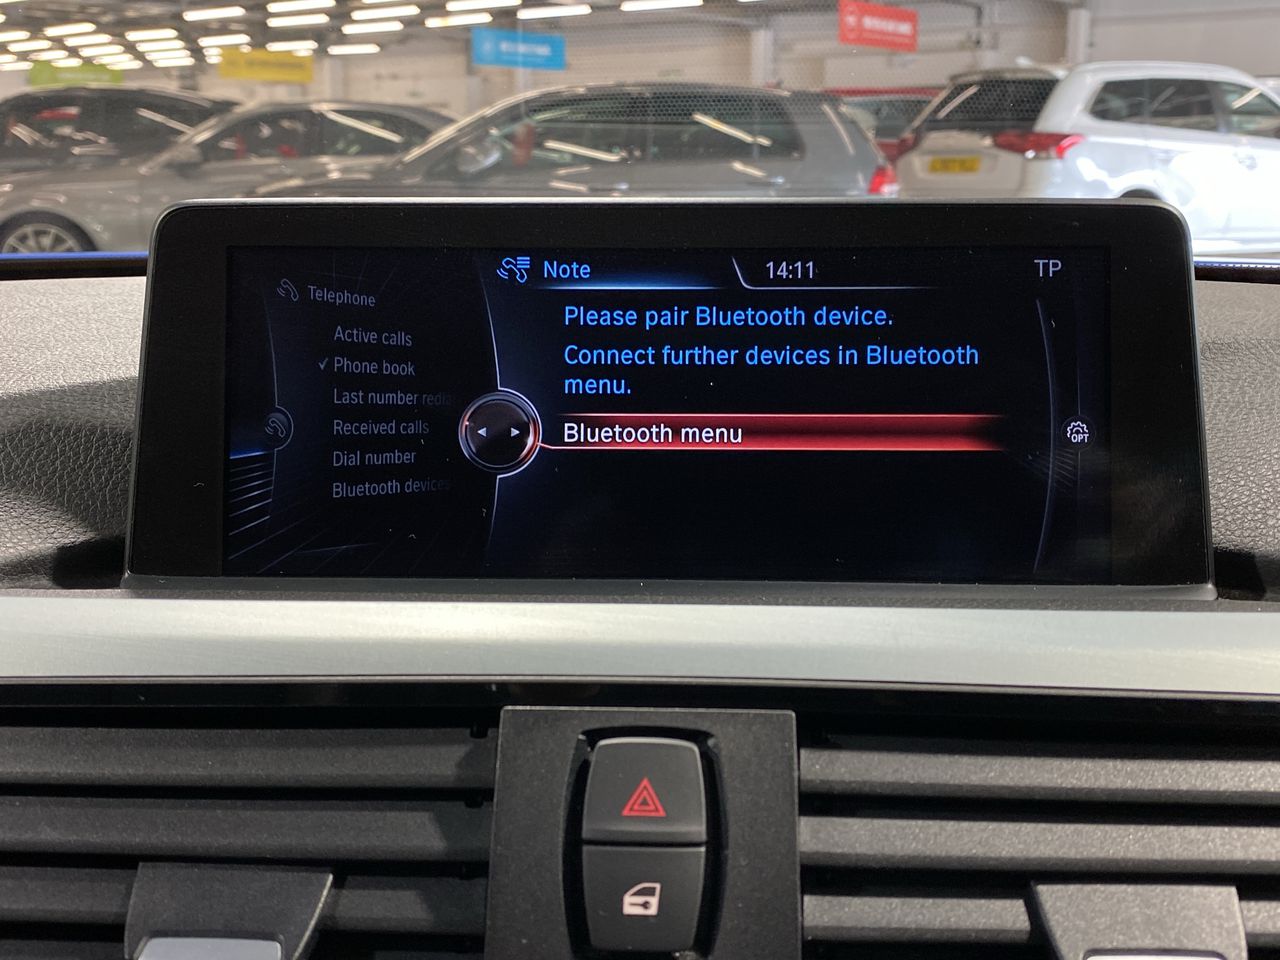 Note
14:11
TP
Telephone
Active calls
Phone book
Last number
Received calls
Dial number
Bluetooth devices
Please pair Bluetooth device.
Connect further devices in Bluetooth
menu.
Bluetooth menu
OPT